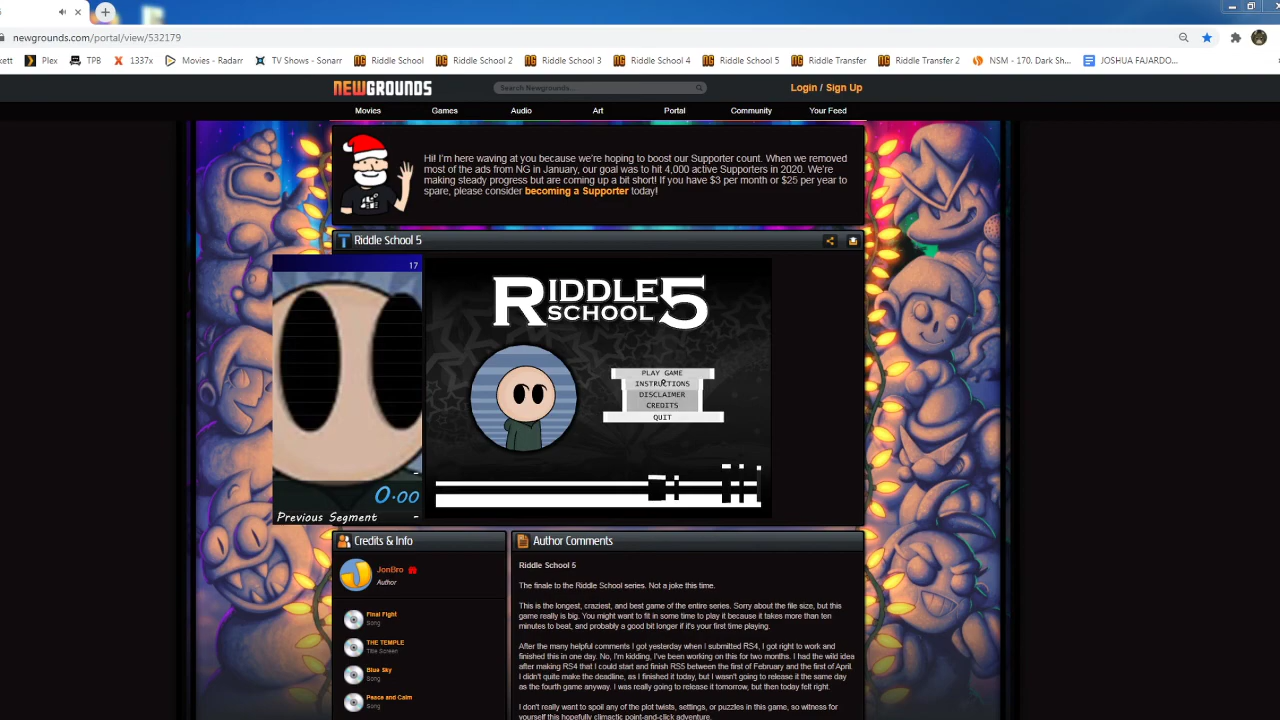 newgrounds.com/portal/view/532179
Plex TPB 1337x Movies - Radarr TV Shows - Sonarr Riddle School Riddle School 2 Riddle School 3 Riddle School 4 Riddle School 5 Riddle Transfer Riddle Transfer 2 NSM - 170. Dark Sh... JOSHUA FAJARDO...
NEWGROUNDS Search Newgrounds... Login / Sign Up
Movies Games Audio Art Portal Community Your Feed
Hi! I'm here waving at you because we're hoping to boost our Supporter count. When we removed
most of the ads from NG in January, our goal was to hit 4,000 active Supporters in 2020. We're
making steady progress but are coming up a bit short! If you have $3 per month or $25 per year to
spare, please consider becoming a Supporter today!
Riddle School 5
17
RIDDLE
SCHOOL 5
PLAY GAME
INSTRUCTIONS
DISCLAIMER
CREDITS
QUIT
0.00
Previous Segment -
Credits & Info
JonBro
Author
Final Fight
Song
THE TEMPLE
Title Screen
Blue Sky
Song
Peace and Calm
Song
Author Comments
Riddle School 5
The finale to the Riddle School series. Not a joke this time.
This is the longest, craziest, and best game of the entire series. Sorry about the file size, but this
game really is big. You might want to fit in some time to play it because it takes more than ten
minutes to beat, and probably a good bit longer if it's your first time playing.
After the many helpful comments I got yesterday when I submitted RS4, I got right to work and
finished this in one day. No, I'm kidding, I've been working on this for two months. I had the wild idea
after making RS4 that I could start and finish RS5 between the first of February and the first of April.
I didn't quite make the deadline, as I finished it today, but I wasn't going to release it the same day
as the fourth game anyway. I was really going to release it tomorrow, but then today felt right.
I don't really want to spoil any of the plot twists, settings, or puzzles in this game, so witness for
yourself this hopefully climactic point-and-click adventure.